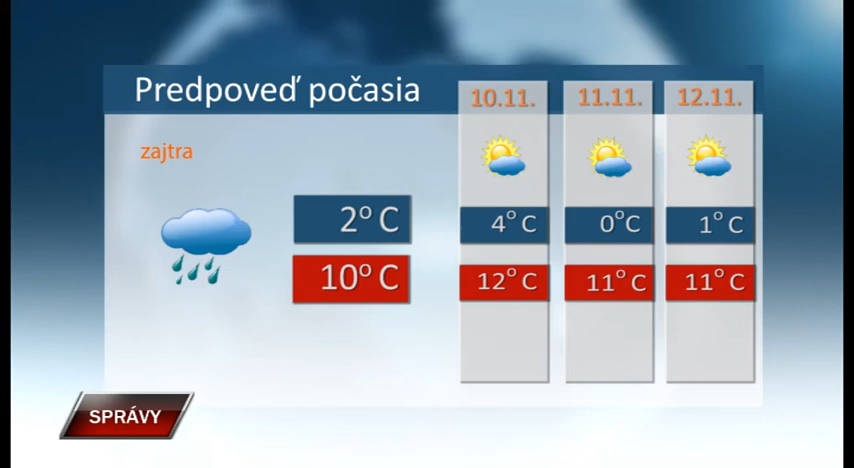 Predpoveď počasia
10.11. 11.11. 12.11.
zajtra
2° C 4° C 0°C 1° C
10° C 12° C 11° C 11° C
SPRÁVY